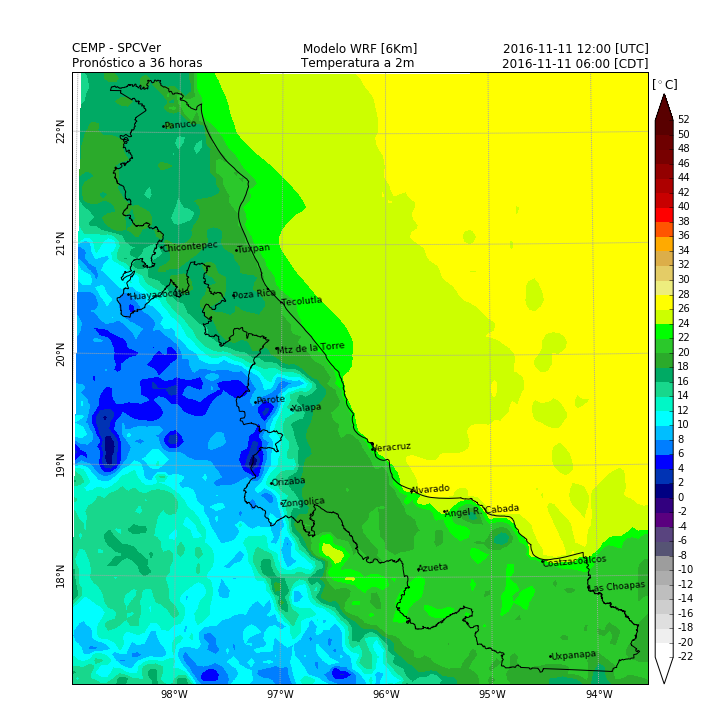 CEMP - SPCVer Modelo WRF [6Km] 2016-11-11 12:00 [UTC]
Pronóstico a 36 horas Temperatura a 2m 2016-11-11 06:00 [CDT]
[°C]
52
50
48
46
44
42
40
38
36
34
32
30
28
26
24
22
20
18
16
14
12
10
8
6
4
2
0
-2
-4
-6
-8
-10
-12
-14
-16
-18
-20
-22
22°N
21°N
20°N
19°N
18°N
Panuco
Chicontepec
Tuxpan
Huayacocotla
Poza Rica
Tecolutla
Mtz de la Torre
Perote
Xalapa
Veracruz
Orizaba
Alvarado
Zongolica
Angel R. Cabada
Coatzacoalcos
Azueta
Las Choapas
Uxpanapa
98°W 97°W 96°W 95°W 94°W